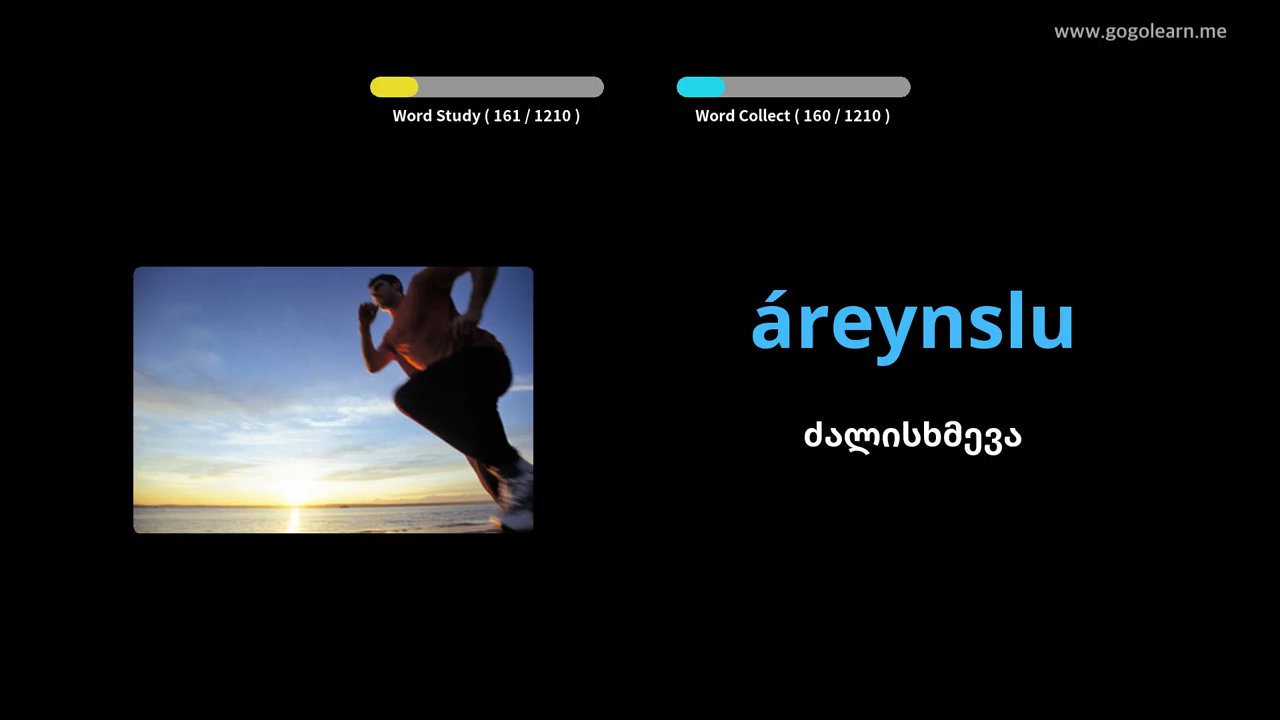 www.gogolearn.me
Word Study ( 161 / 1210 )
Word Collect ( 160 / 1210 )
áreynslu
ძალისხმევა